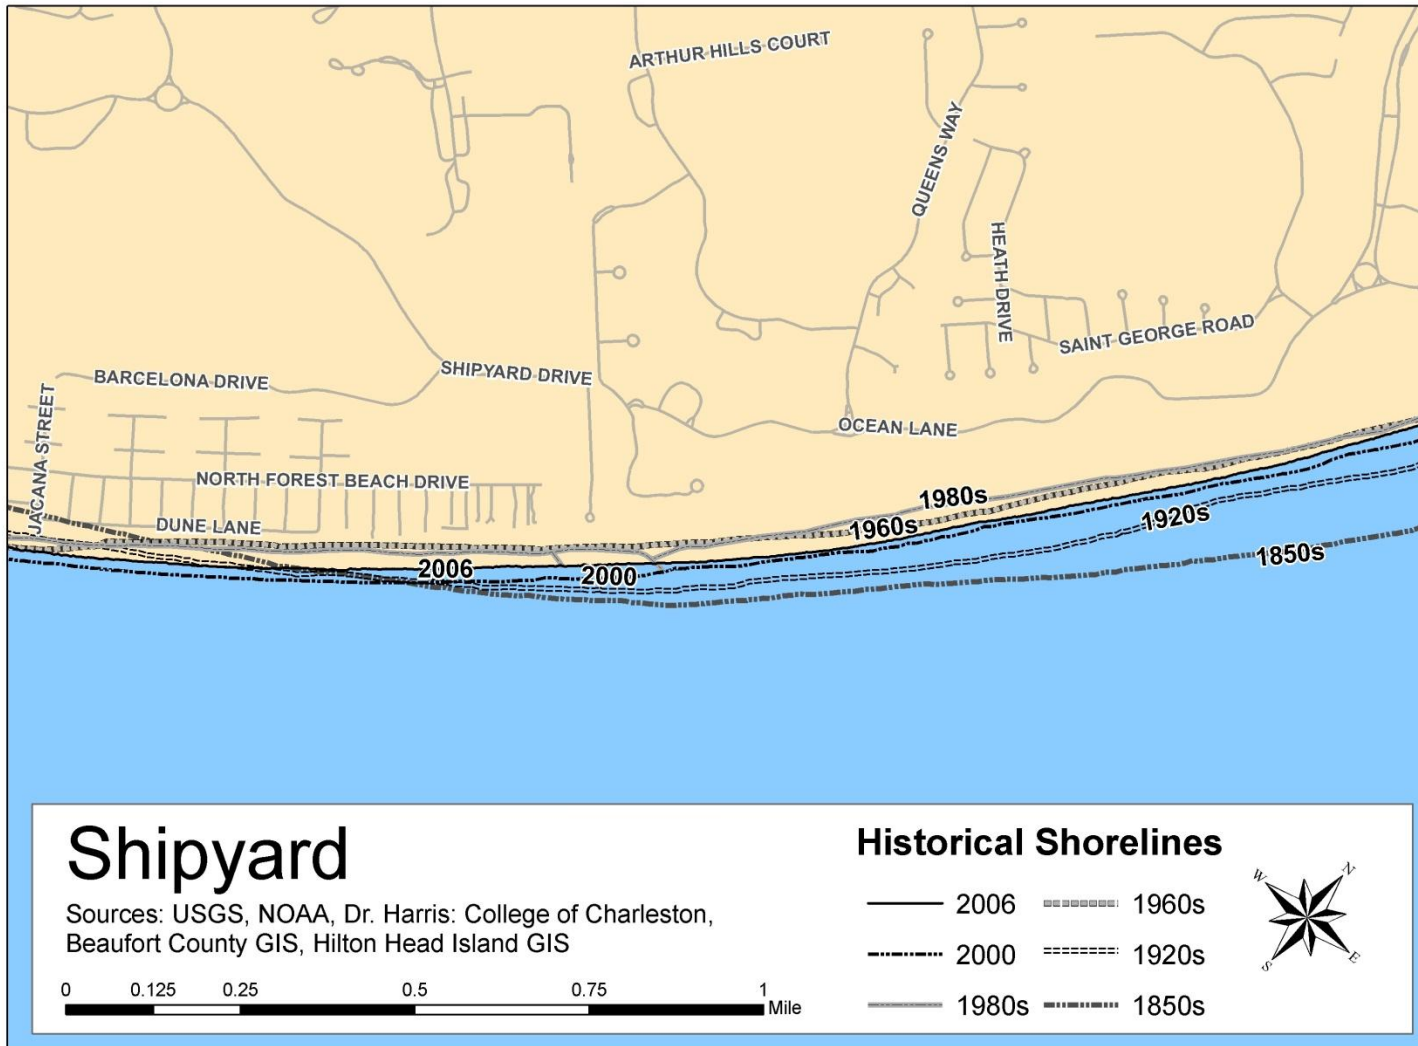 ARTHUR HILLS COURT
QUEENS WAY
HEATH DRIVE
SAINT GEORGE ROAD
BARCELONA DRIVE
SHIPYARD DRIVE
JACANA STREET
OCEAN LANE
NORTH FOREST BEACH DRIVE
DUNE LANE
1980s
1960s
1920s
1850s
2006
2000
Shipyard
Sources: USGS, NOAA, Dr. Harris: College of Charleston,
Beaufort County GIS, Hilton Head Island GIS
0 0.125 0.25 0.5 0.75 1
Mile
Historical Shorelines
2006 1960s
2000 1920s
1980s 1850s
W N
S E